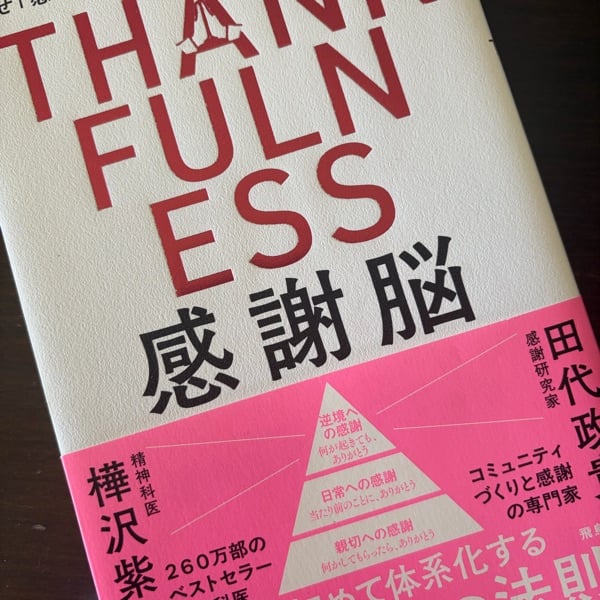 THANK
FULN
ESS
感謝脳
逆境への
感謝
何が起きても、
ありがとう
日常への感謝
当たり前のことに、ありがとう
親切への感謝
何かしてもらったら、ありがとう
感謝研究家
田代政
コミュニティ
づくりと感謝
の専門家
精神科医
樺沢紫
260万部の
ベストセラー
科医
めて体系化する
法則